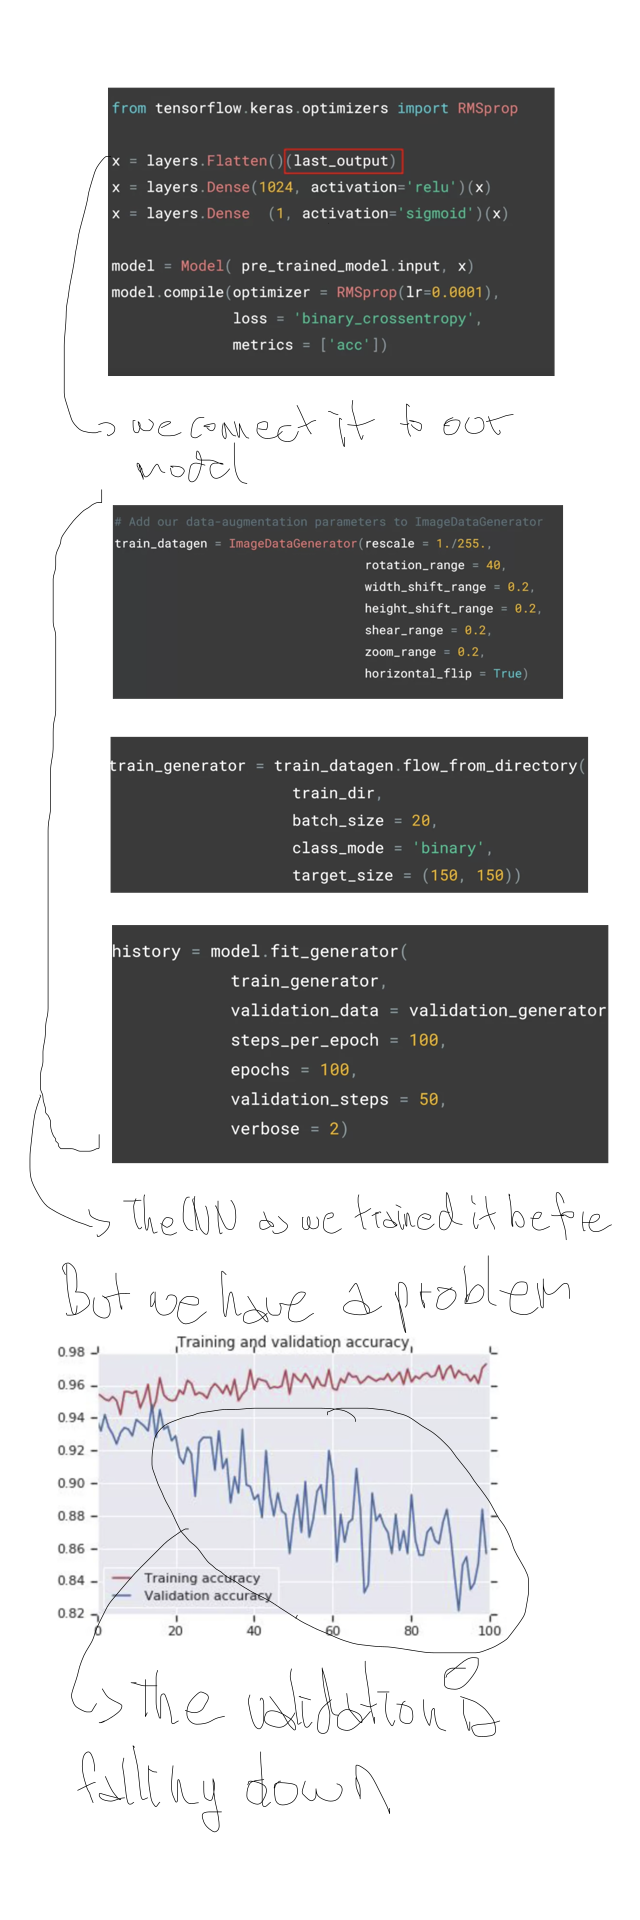 from tensorflow.keras.optimizers import RMSprop
x = layers.Flatten()(last_output)
x = layers.Dense(1024, activation='relu')(x)
x = layers.Dense (1, activation='sigmoid')(x)
model = Model( pre_trained_model.input, x)
model.compile(optimizer = RMSprop(lr=0.0001),
loss = 'binary_crossentropy',
metrics = ['acc'])
we connect it to out
model
# Add our data-augmentation parameters to ImageDataGenerator
train_datagen = ImageDataGenerator(rescale = 1./255.,
rotation_range = 40,
width_shift_range = 0.2,
height_shift_range = 0.2,
shear_range = 0.2,
zoom_range = 0.2,
horizontal_flip = True)
train_generator = train_datagen.flow_from_directory(
train_dir,
batch_size = 20,
class_mode = 'binary',
target_size = (150, 150))
history = model.fit_generator(
train_generator,
validation_data = validation_generator
steps_per_epoch = 100,
epochs = 100,
validation_steps = 50,
verbose = 2)
The CNN as we trained it before
But we have a problem
Training and validation accuracy
0.98
0.96
0.94
0.92
0.90
0.88
0.86
0.84
0.82
Training accuracy
Validation accuracy
0 20 40 60 80 100
the validation is
falling down